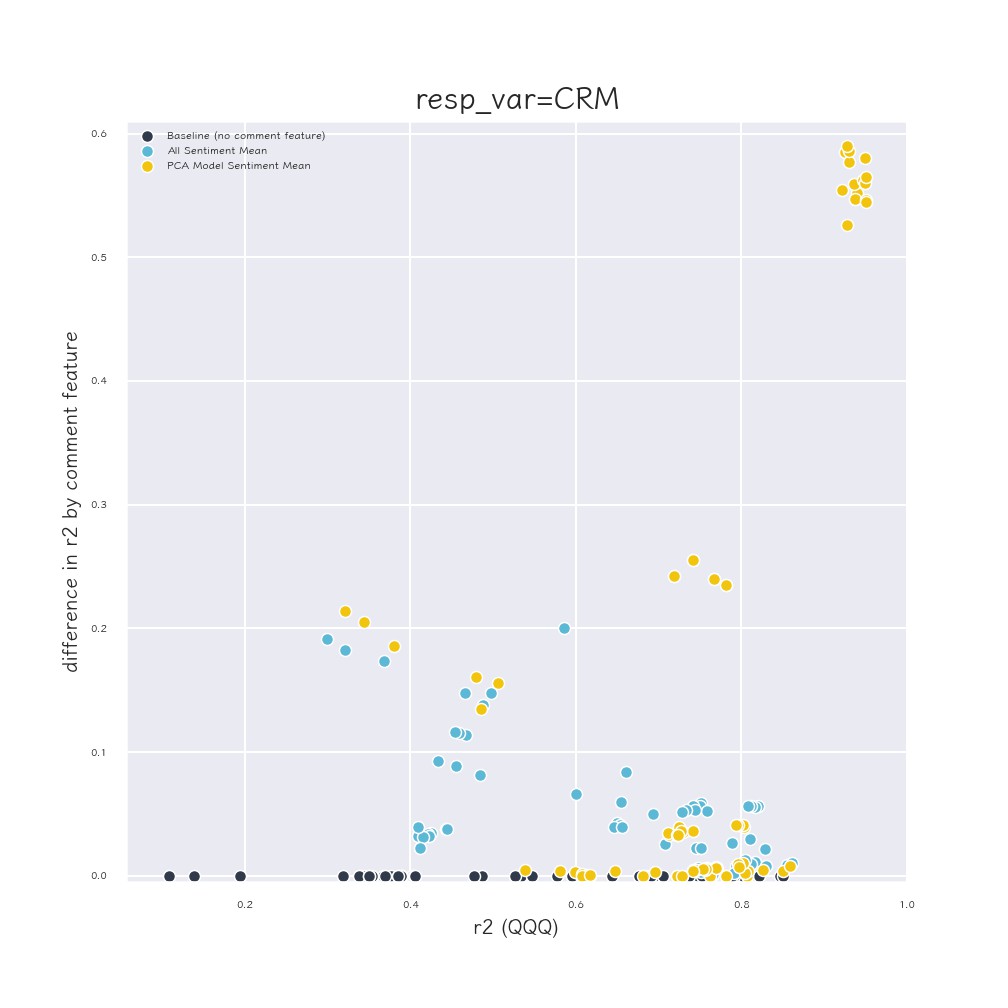 resp_var=CRM
Baseline (no comment feature)
All Sentiment Mean
PCA Model Sentiment Mean
0.6
0.5
0.4
0.3
0.2
0.1
0.0
difference in r2 by comment feature
0.2
0.4
0.6
0.8
1.0
r2 (QQQ)